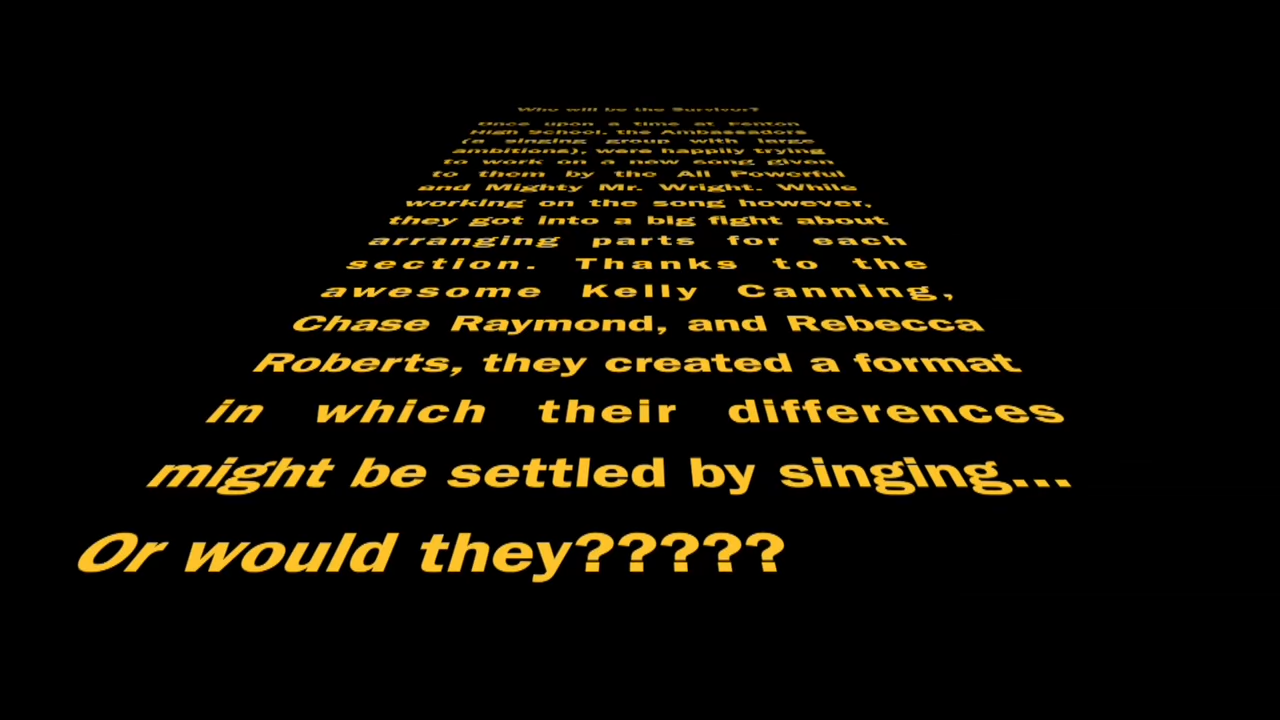 Who will be the Survivor?
Once upon a time at Fenton
High School, the Ambassadors
(a singing group with large
ambitions), were happily trying
to work on a new song given
to them by the All Powerful
and Mighty Mr. Wright. While
working on the song however,
they got into a big fight about
arranging parts for each
section. Thanks to the
awesome Kelly Canning,
Chase Raymond, and Rebecca
Roberts, they created a format
in which their differences
might be settled by singing...
Or would they?????